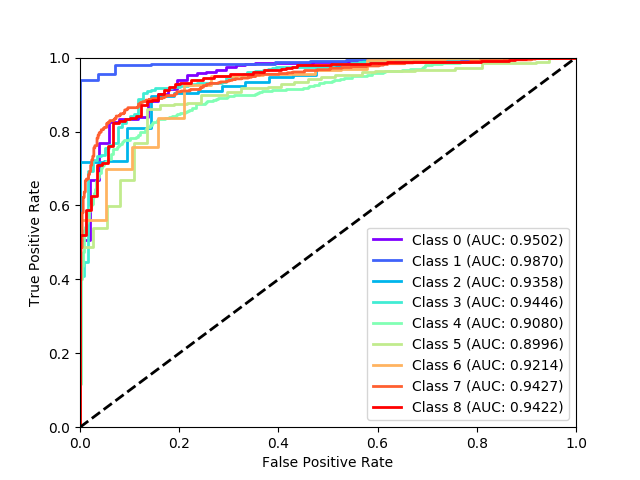 1.0
0.8
0.6
0.4
0.2
0.0
True Positive Rate
0.0 0.2 0.4 0.6 0.8 1.0
False Positive Rate
Class 0 (AUC: 0.9502)
Class 1 (AUC: 0.9870)
Class 2 (AUC: 0.9358)
Class 3 (AUC: 0.9446)
Class 4 (AUC: 0.9080)
Class 5 (AUC: 0.8996)
Class 6 (AUC: 0.9214)
Class 7 (AUC: 0.9427)
Class 8 (AUC: 0.9422)